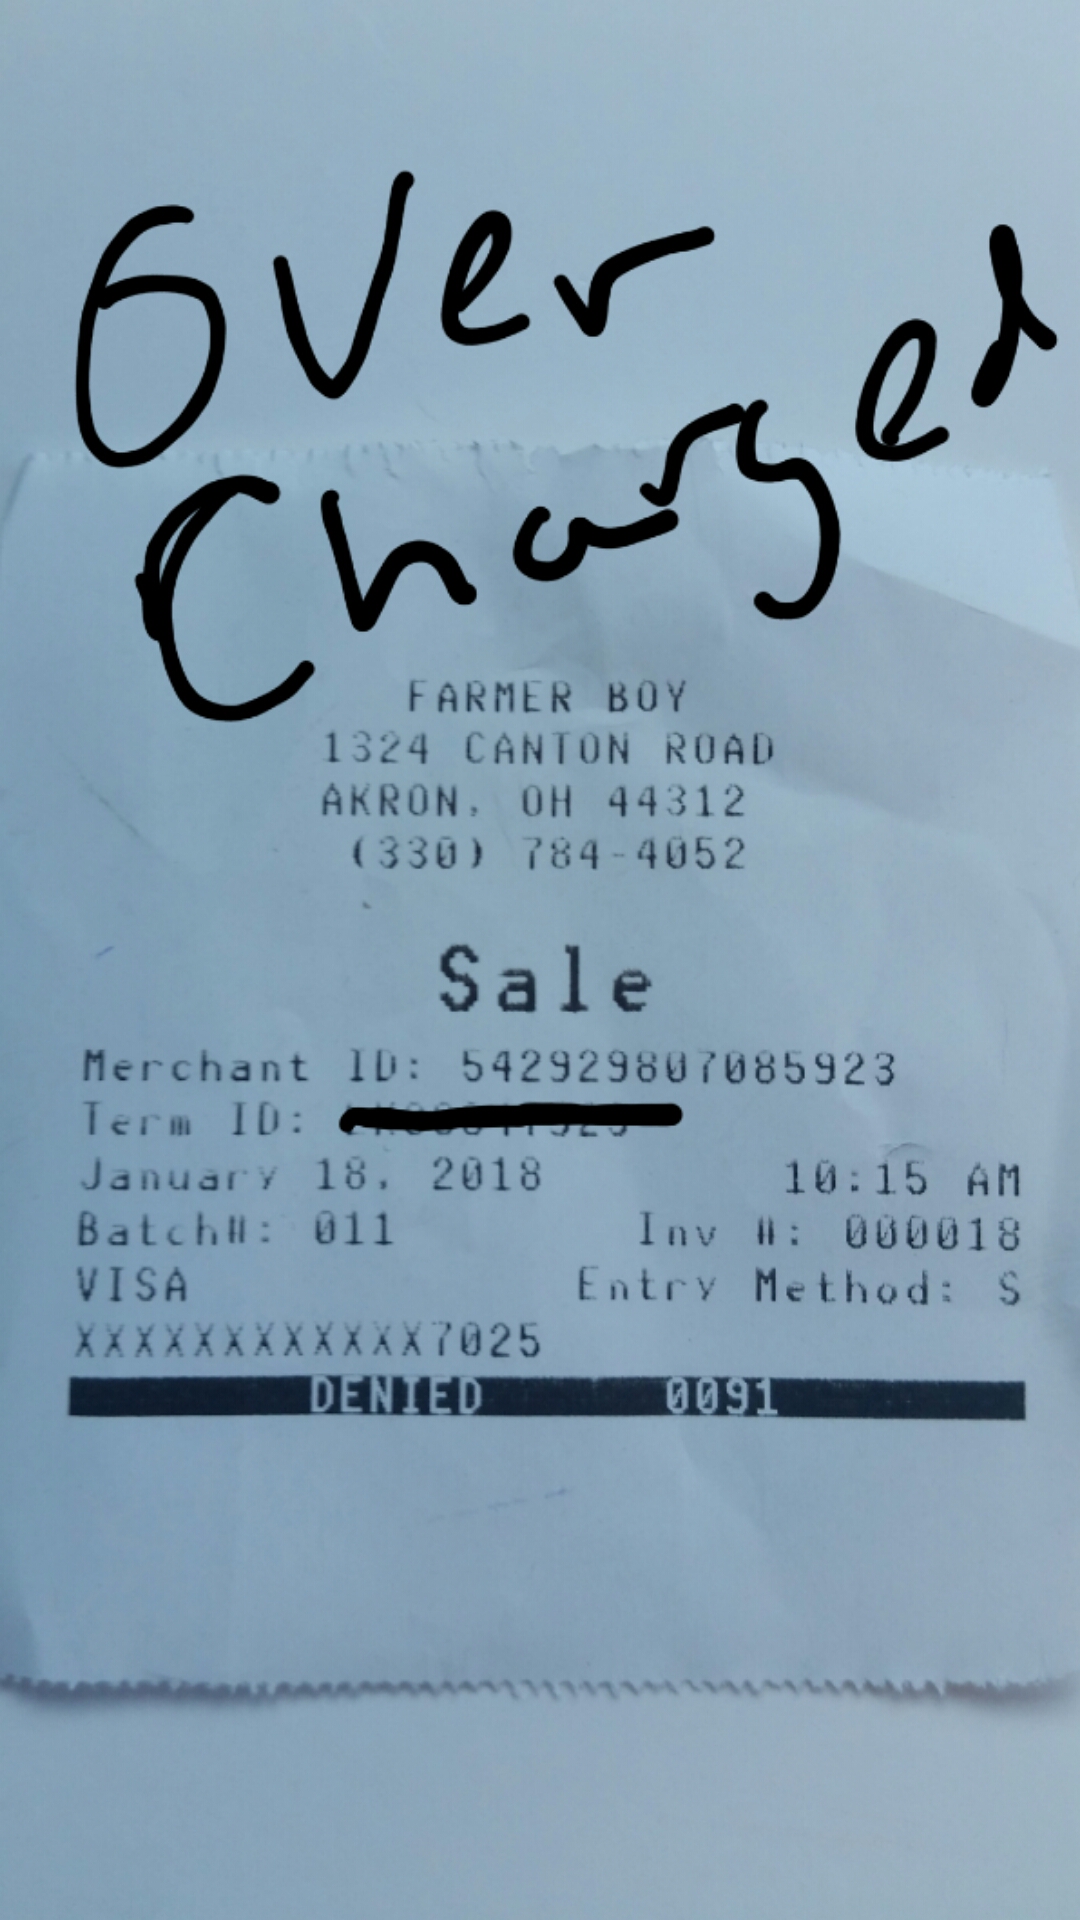 Over
Charged
FARMER BOY
1324 CANTON ROAD
AKRON, OH 44312
(330) 784-4052
Sale
Merchant ID: 542929807085923
Term ID:
January 18, 2018 10:15 AM
Batch#: 011 Inv #: 000018
VISA Entry Method: S
XXXXXXXXXXXX7025
DENIED 0091